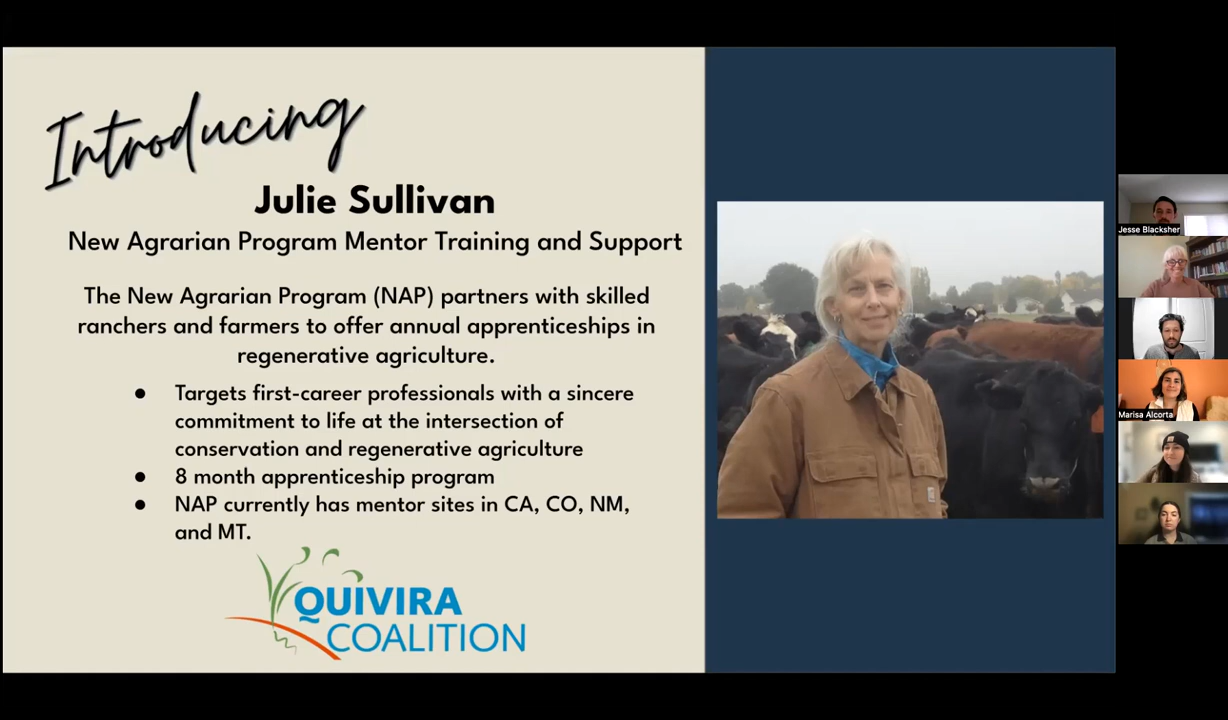 Introducing
Julie Sullivan
New Agrarian Program Mentor Training and Support
The New Agrarian Program (NAP) partners with skilled
ranchers and farmers to offer annual apprenticeships in
regenerative agriculture.
● Targets first-career professionals with a sincere
commitment to life at the intersection of
conservation and regenerative agriculture
● 8 month apprenticeship program
● NAP currently has mentor sites in CA, CO, NM,
and MT.
QUIVIRA
COALITION
Jesse Blacksher
Marisa Alcorta